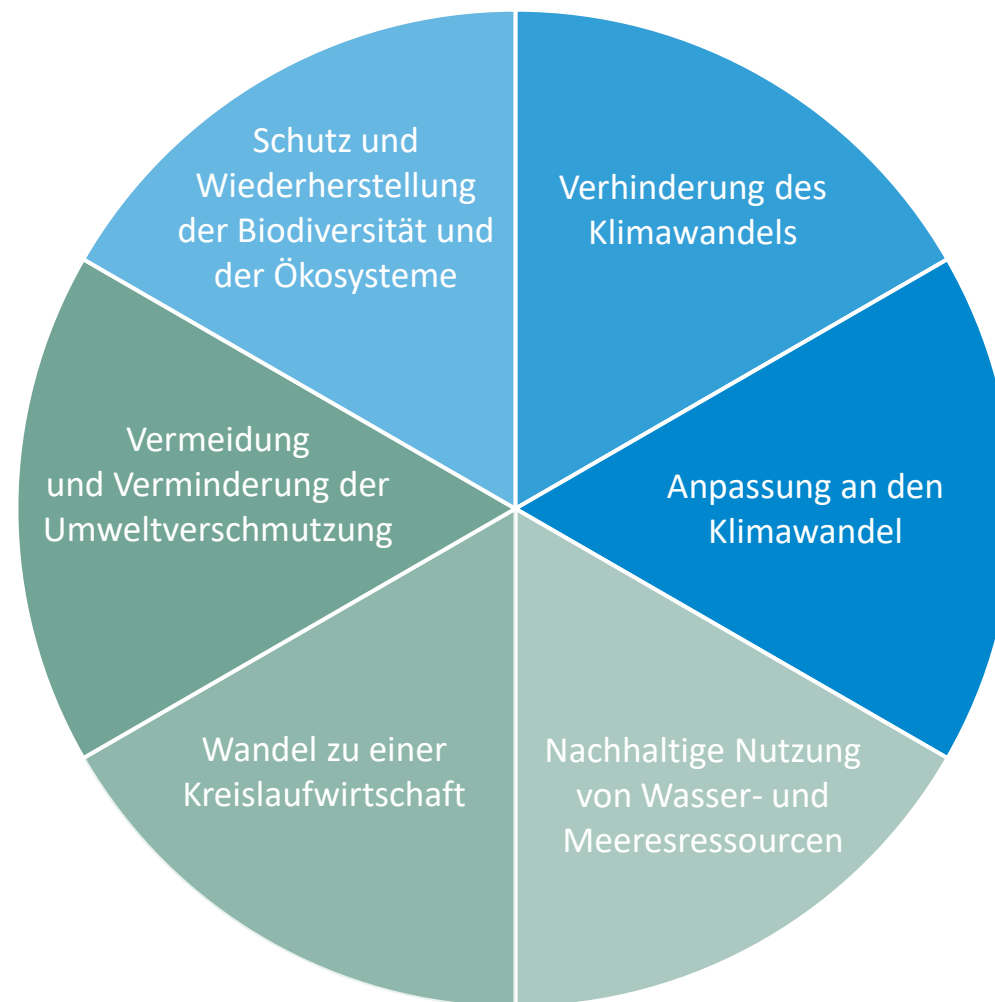 Schutz und
Wiederherstellung
der Biodiversität und
der Ökosysteme
Verhinderung des
Klimawandels
Vermeidung
und Verminderung der
Umweltverschmutzung
Anpassung an den
Klimawandel
Wandel zu einer
Kreislaufwirtschaft
Nachhaltige Nutzung
von Wasser- und
Meeresressourcen